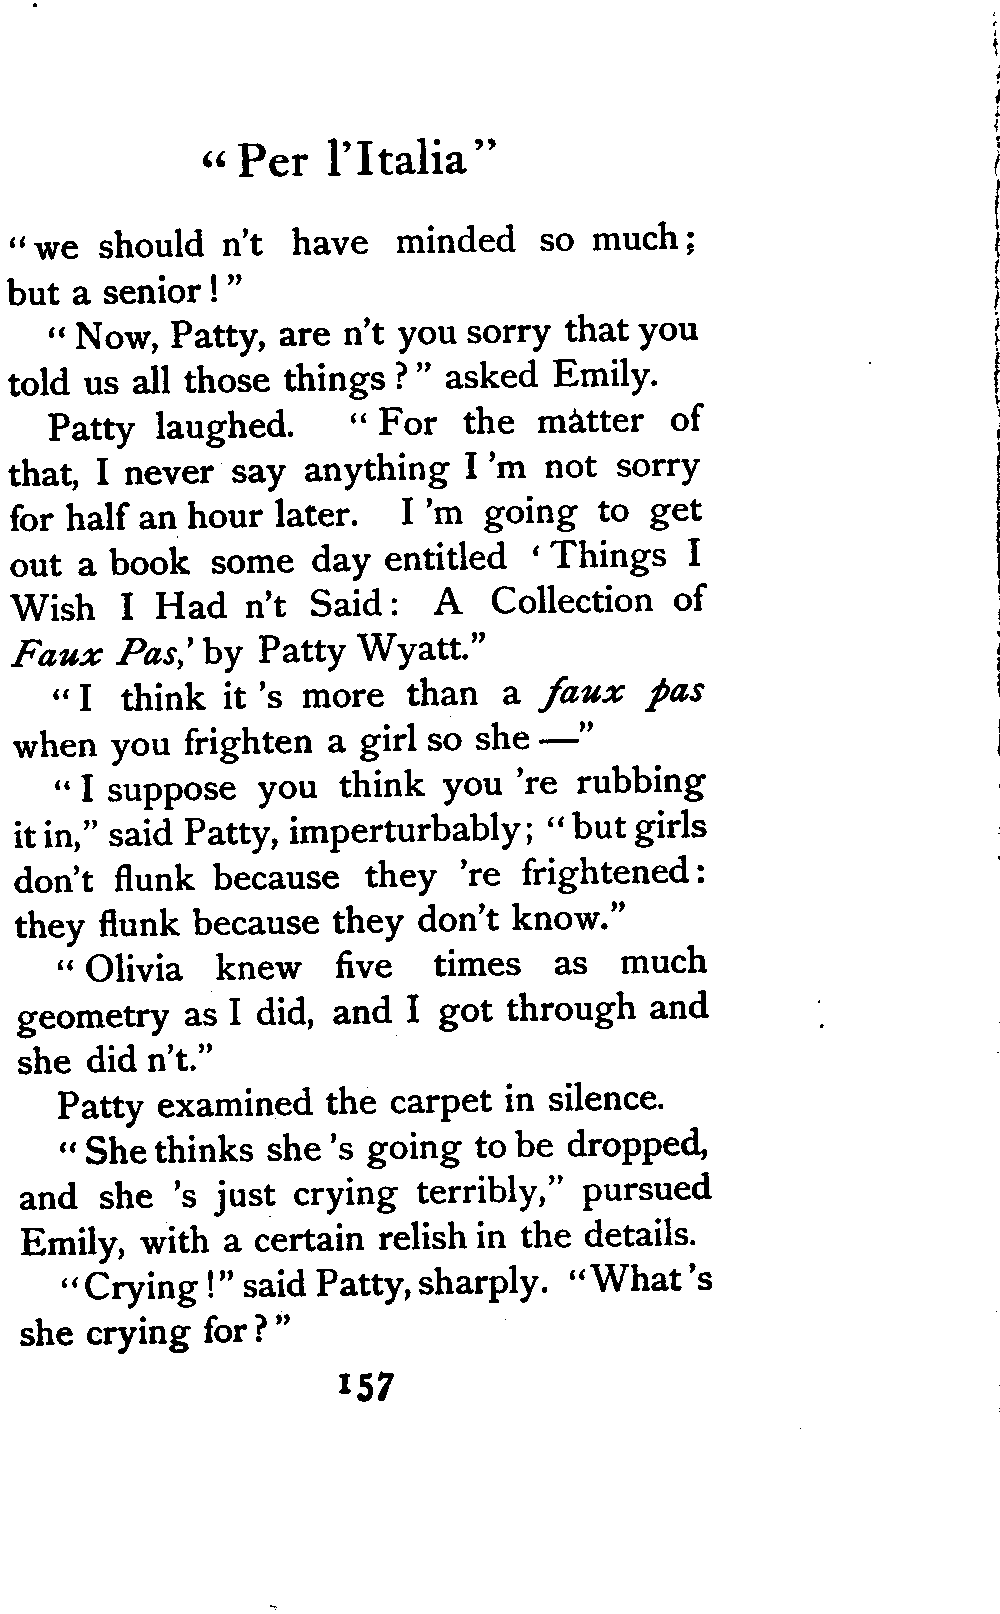 “Per l’Italia”
“we should n’t have minded so much;
but a senior!”
“Now, Patty, are n’t you sorry that you
told us all those things?” asked Emily.
Patty laughed. “For the matter of
that, I never say anything I ’m not sorry
for half an hour later. I ’m going to get
out a book some day entitled ‘Things I
Wish I Had n’t Said: A Collection of
Faux Pas,’ by Patty Wyatt.”
“I think it ’s more than a faux pas
when you frighten a girl so she —”
“I suppose you think you ’re rubbing
it in,” said Patty, imperturbably; “but girls
don’t flunk because they ’re frightened:
they flunk because they don’t know.”
“Olivia knew five times as much
geometry as I did, and I got through and
she did n’t.”
Patty examined the carpet in silence.
“She thinks she ’s going to be dropped,
and she ’s just crying terribly,” pursued
Emily, with a certain relish in the details.
“Crying!” said Patty, sharply. “What ’s
she crying for?”
157